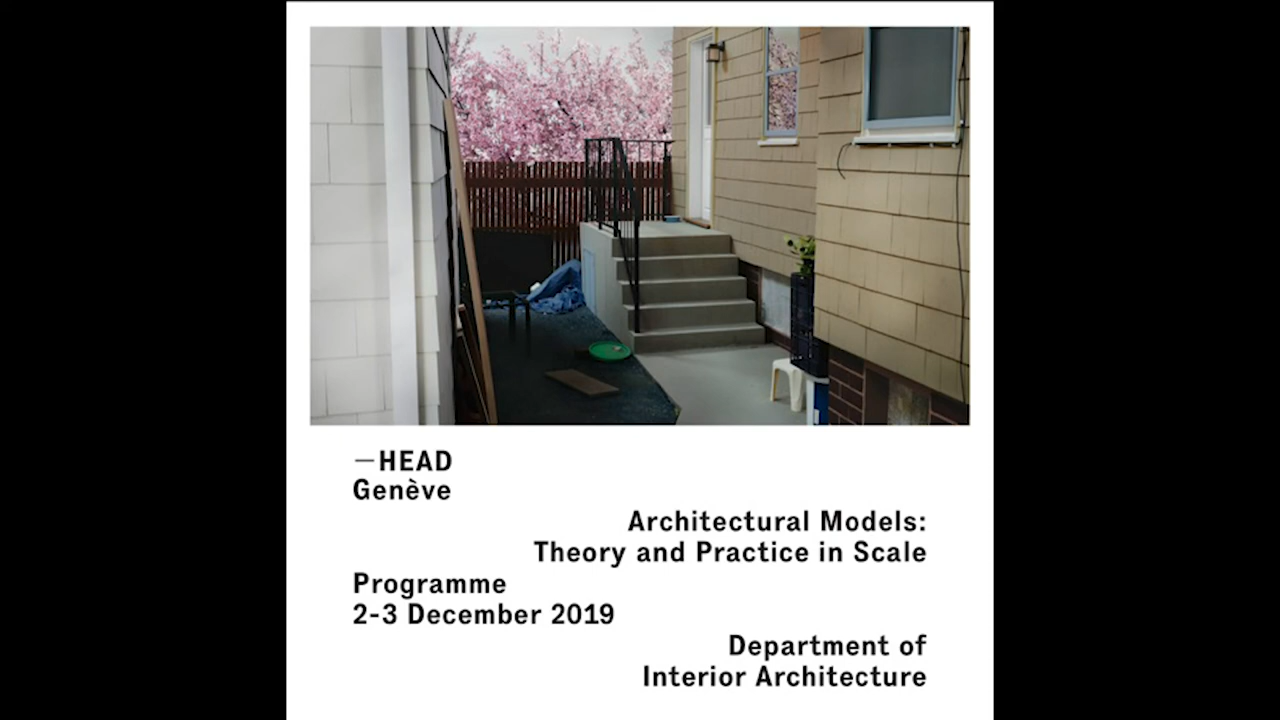 —HEAD
Genève
Architectural Models:
Theory and Practice in Scale
Programme
2-3 December 2019
Department of
Interior Architecture